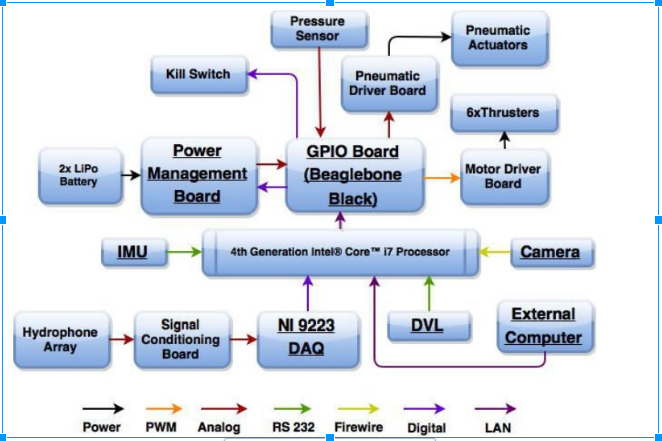 Pressure
Sensor
Pneumatic
Actuators
Kill Switch
Pneumatic
Driver Board
6xThrusters
Power
Management
Board
GPIO Board
(Beaglebone
Black)
2x LiPo
Battery
Motor Driver
Board
IMU
4th Generation Intel® Core™ i7 Processor
Camera
Hydrophone
Array
Signal
Conditioning
Board
NI 9223
DAQ
DVL
External
Computer
Power
PWM
Analog
RS 232
Firewire
Digital
LAN